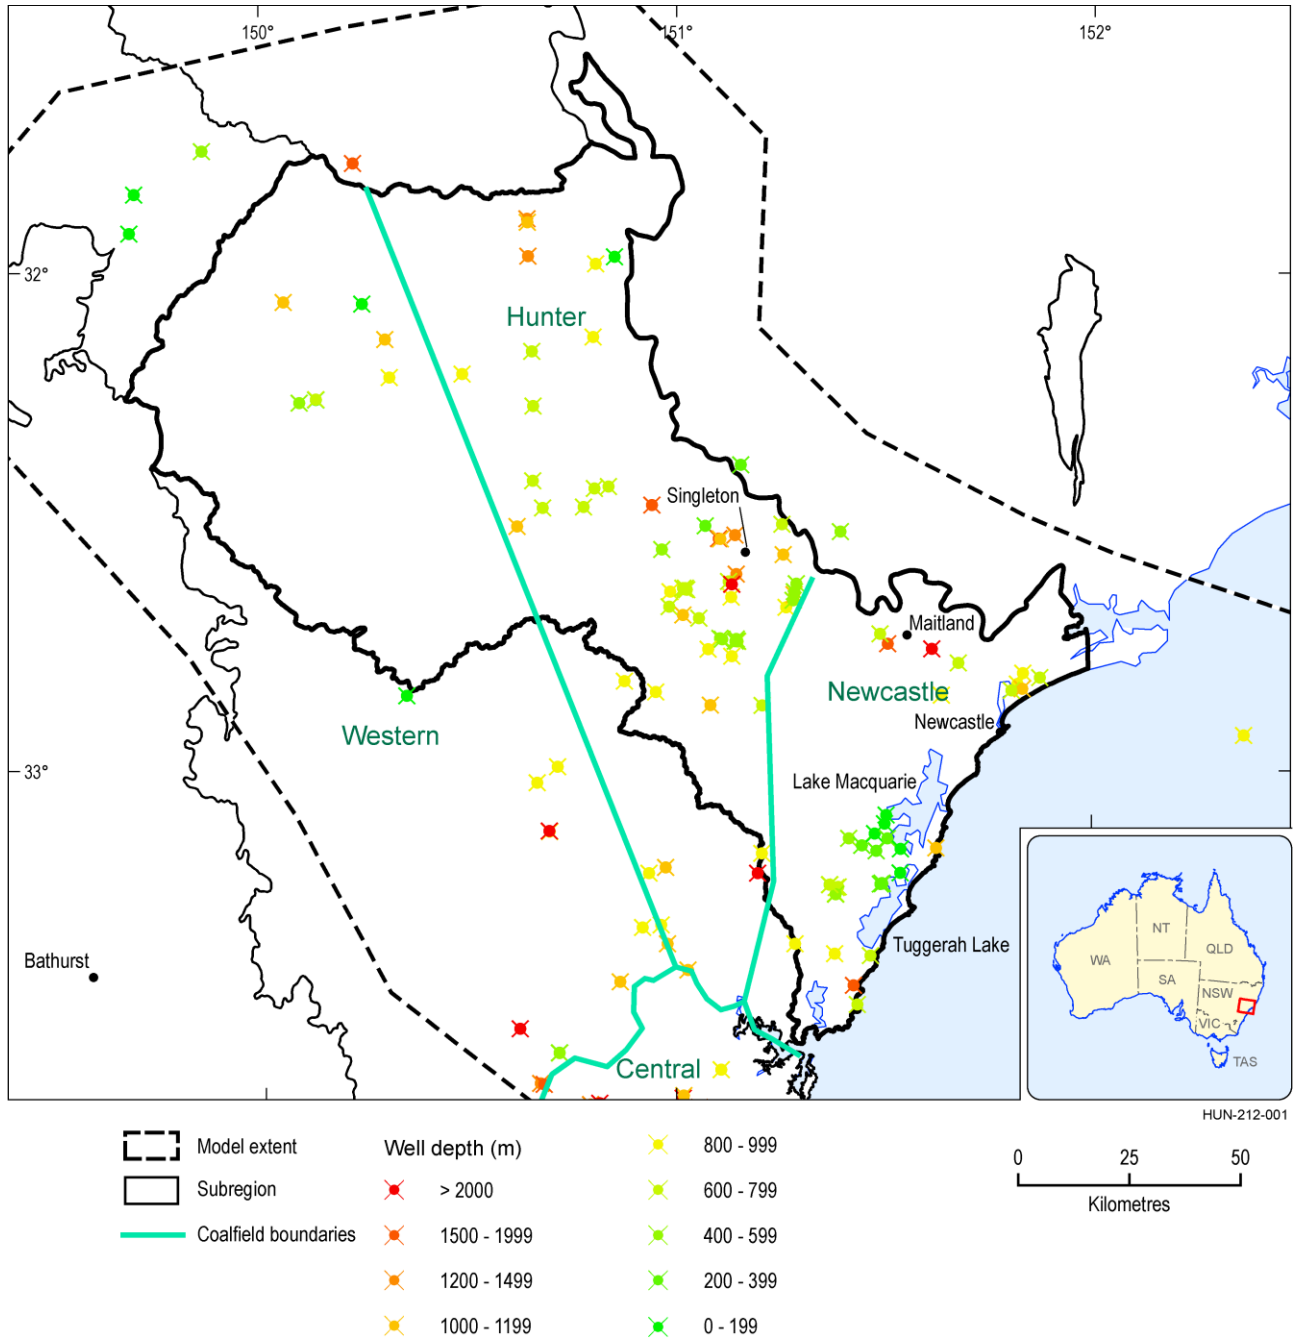 150°
151°
152°
32°
Hunter
Singleton
Maitland
Newcastle
Newcastle
Western
Lake Macquarie
33°
Tuggerah Lake
Bathurst
Central
WA
NT
QLD
SA
NSW
VIC
TAS
HUN-212-001
Model extent
Subregion
Coalfield boundaries
Well depth (m)
> 2000
1500 - 1999
1200 - 1499
1000 - 1199
800 - 999
600 - 799
400 - 599
200 - 399
0 - 199
0 25 50
Kilometres